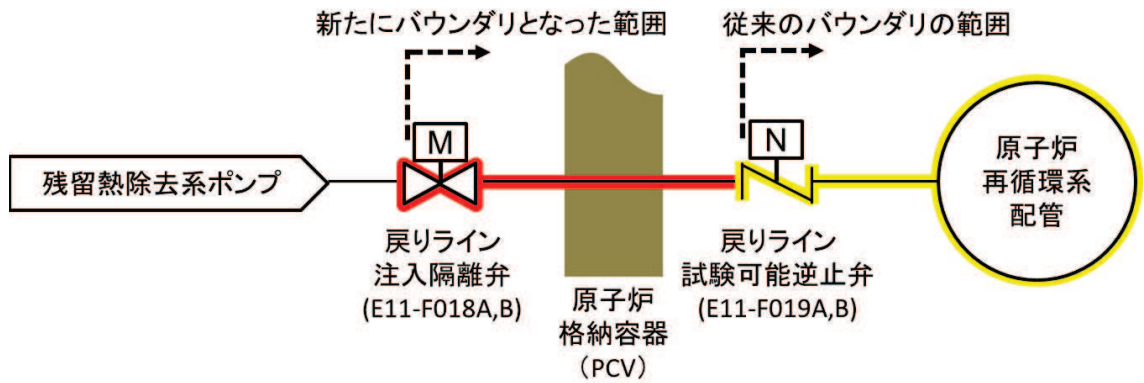 新たにバウンダリとなった範囲
従来のバウンダリの範囲
M
N
残留熱除去系ポンプ
原子炉
再循環系
配管
戻りライン
注入隔離弁
(E11-F018A,B)
原子炉
格納容器
（PCV）
戻りライン
試験可能逆止弁
(E11-F019A,B)